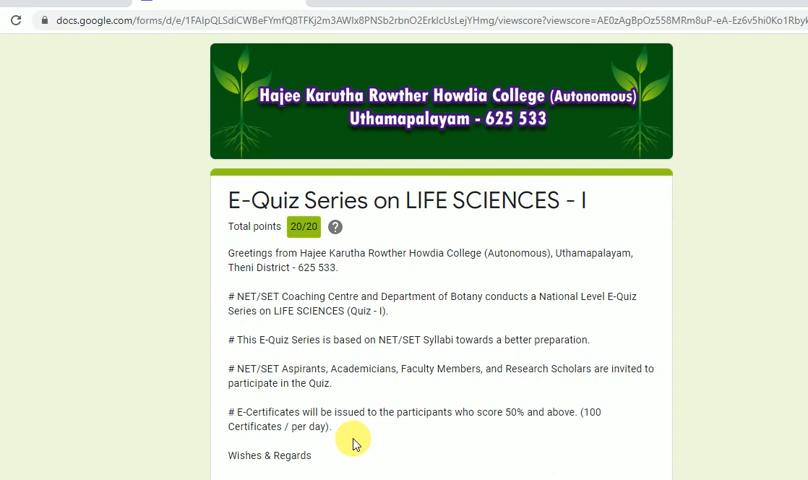 docs.google.com/forms/d/e/1FAIpQLSdiCWBeFYmfQ8TFKj2m3AWIx8PNSb2rbnO2ErkIcUsLejYHmg/viewscore?viewscore=AE0zAgBpOz558MRm8uP-eA-Ez6v5hi0Ko1Rbyk
Hajee Karutha Rowther Howdia College (Autonomous)
Uthamapalayam - 625 533
E-Quiz Series on LIFE SCIENCES - I
Total points 20/20 ?
Greetings from Hajee Karutha Rowther Howdia College (Autonomous), Uthamapalayam,
Theni District - 625 533.
# NET/SET Coaching Centre and Department of Botany conducts a National Level E-Quiz
Series on LIFE SCIENCES (Quiz - I).
# This E-Quiz Series is based on NET/SET Syllabi towards a better preparation.
# NET/SET Aspirants, Academicians, Faculty Members, and Research Scholars are invited to
participate in the Quiz.
# E-Certificates will be issued to the participants who score 50% and above. (100
Certificates / per day).
Wishes & Regards